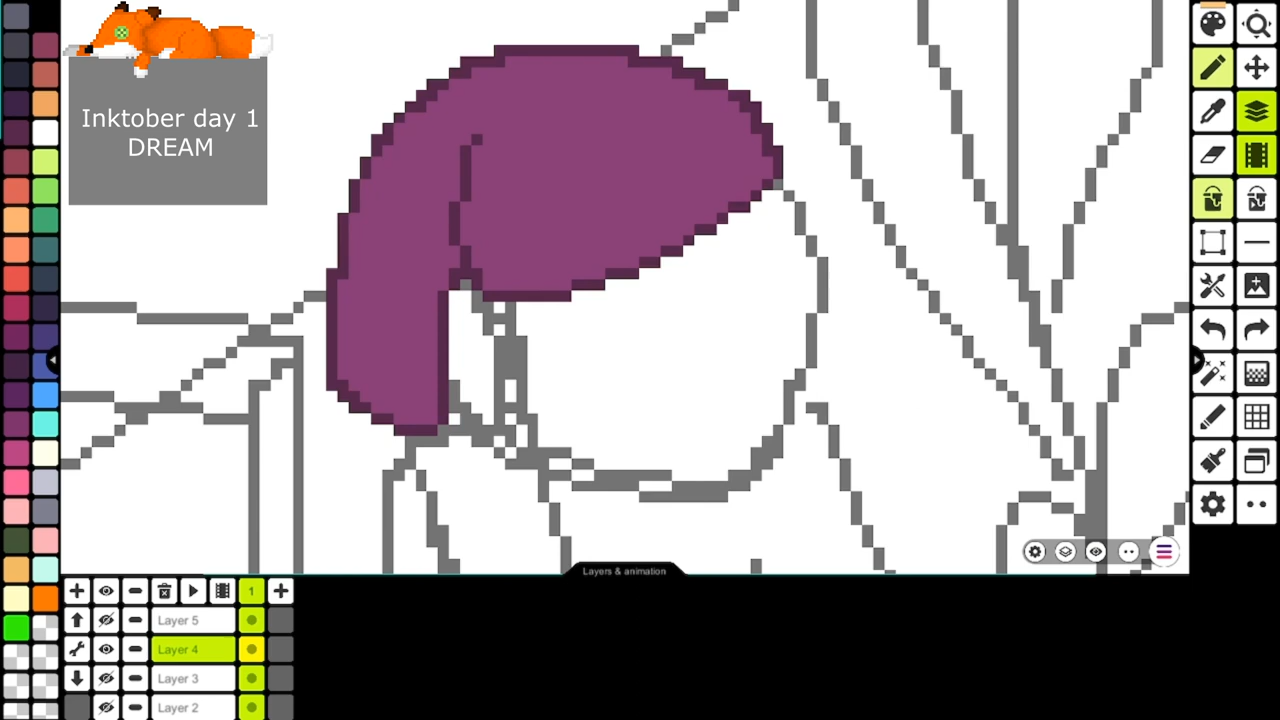 Inktober day 1
DREAM
Layers & animation
1
Layer 5
Layer 4
Layer 3
Layer 2